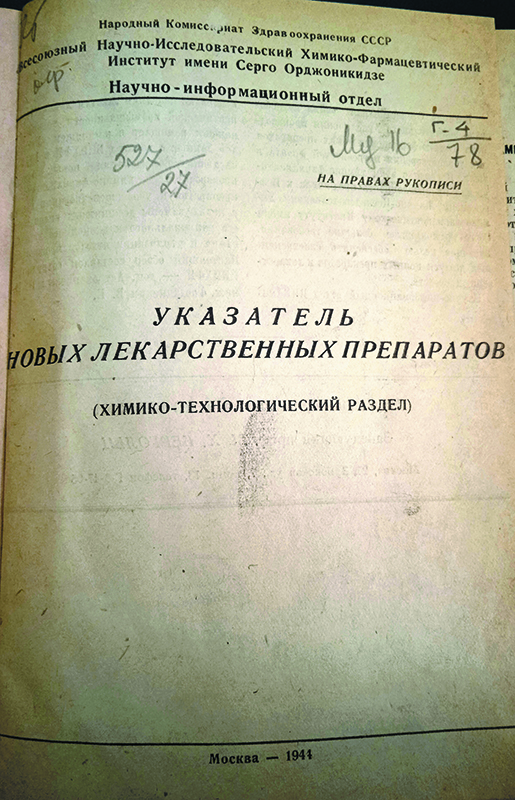 Народный Комиссариат Здравоохранения СССР
всесоюзный Научно-Исследовательский Химико-Фармацевтический
Институт имени Серго Орджоникидзе
Научно-информационный отдел
527/27
Г-4
78
НА ПРАВАХ РУКОПИСИ
УКАЗАТЕЛЬ
НОВЫХ ЛЕКАРСТВЕННЫХ ПРЕПАРАТОВ
(ХИМИКО-ТЕХНОЛОГИЧЕСКИЙ РАЗДЕЛ)
Москва — 1944